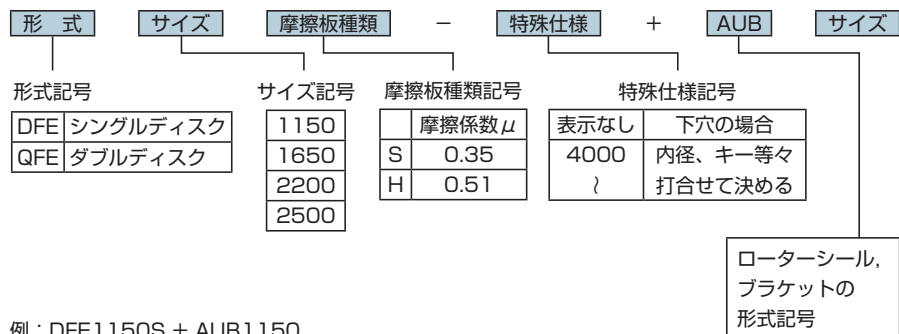 形 式 サイズ 摩擦板種類 − 特殊仕様 + AUB サイズ
形式記号
DFE シングルディスク
QFE ダブルディスク
サイズ記号
1150
1650
2200
2500
摩擦板種類記号
摩擦係数μ
S 0.35
H 0.51
特殊仕様記号
表示なし 下穴の場合
4000 内径、キー等々
〜 打合せて決める
ローターシール,
ブラケットの
形式記号
例：DFE1150S + AUB1150